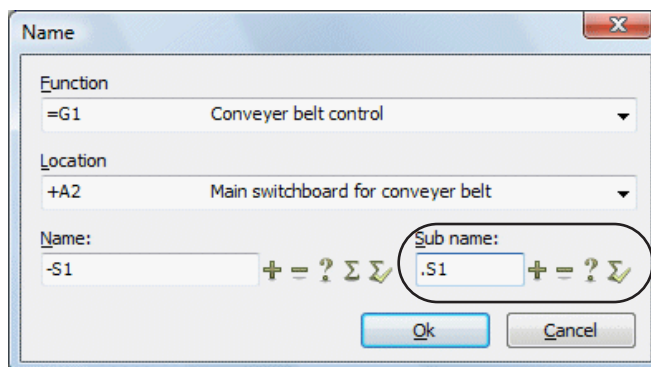 Name
Function
=G1 Conveyer belt control
Location
+A2 Main switchboard for conveyer belt
Name: Sub name:
-S1 + = ? Σ Σ .S1 + = ? Σ
Ok Cancel